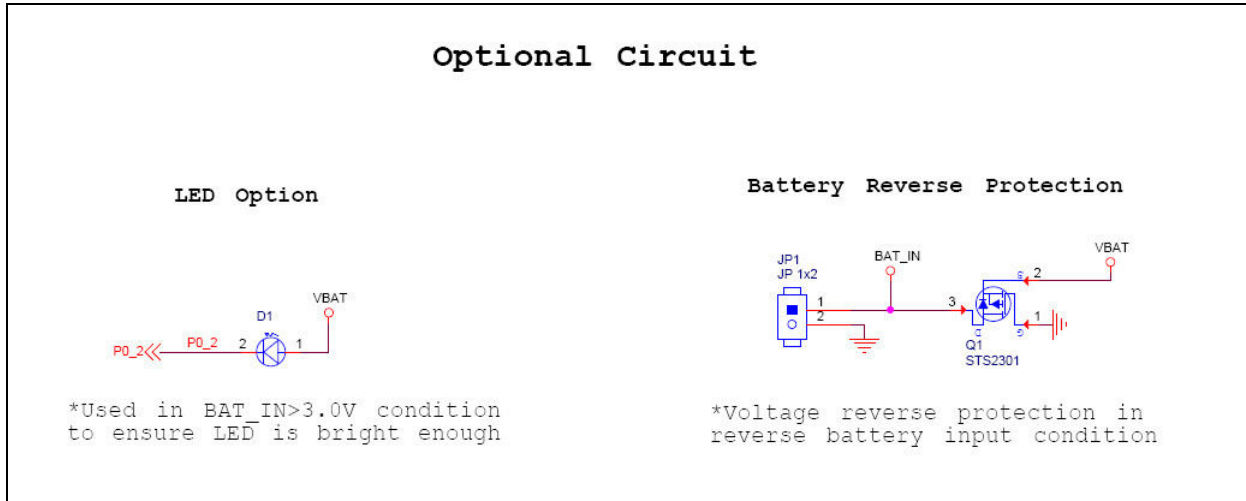 Optional Circuit
LED Option
VBAT
D1
P0_2
P0_2
2
1
*Used in BAT_IN>3.0V condition
to ensure LED is bright enough
Battery Reverse Protection
JP1
JP 1x2
BAT_IN
VBAT
1
2
3
S
2
D
G
1
Q1
STS2301
*Voltage reverse protection in
reverse battery input condition